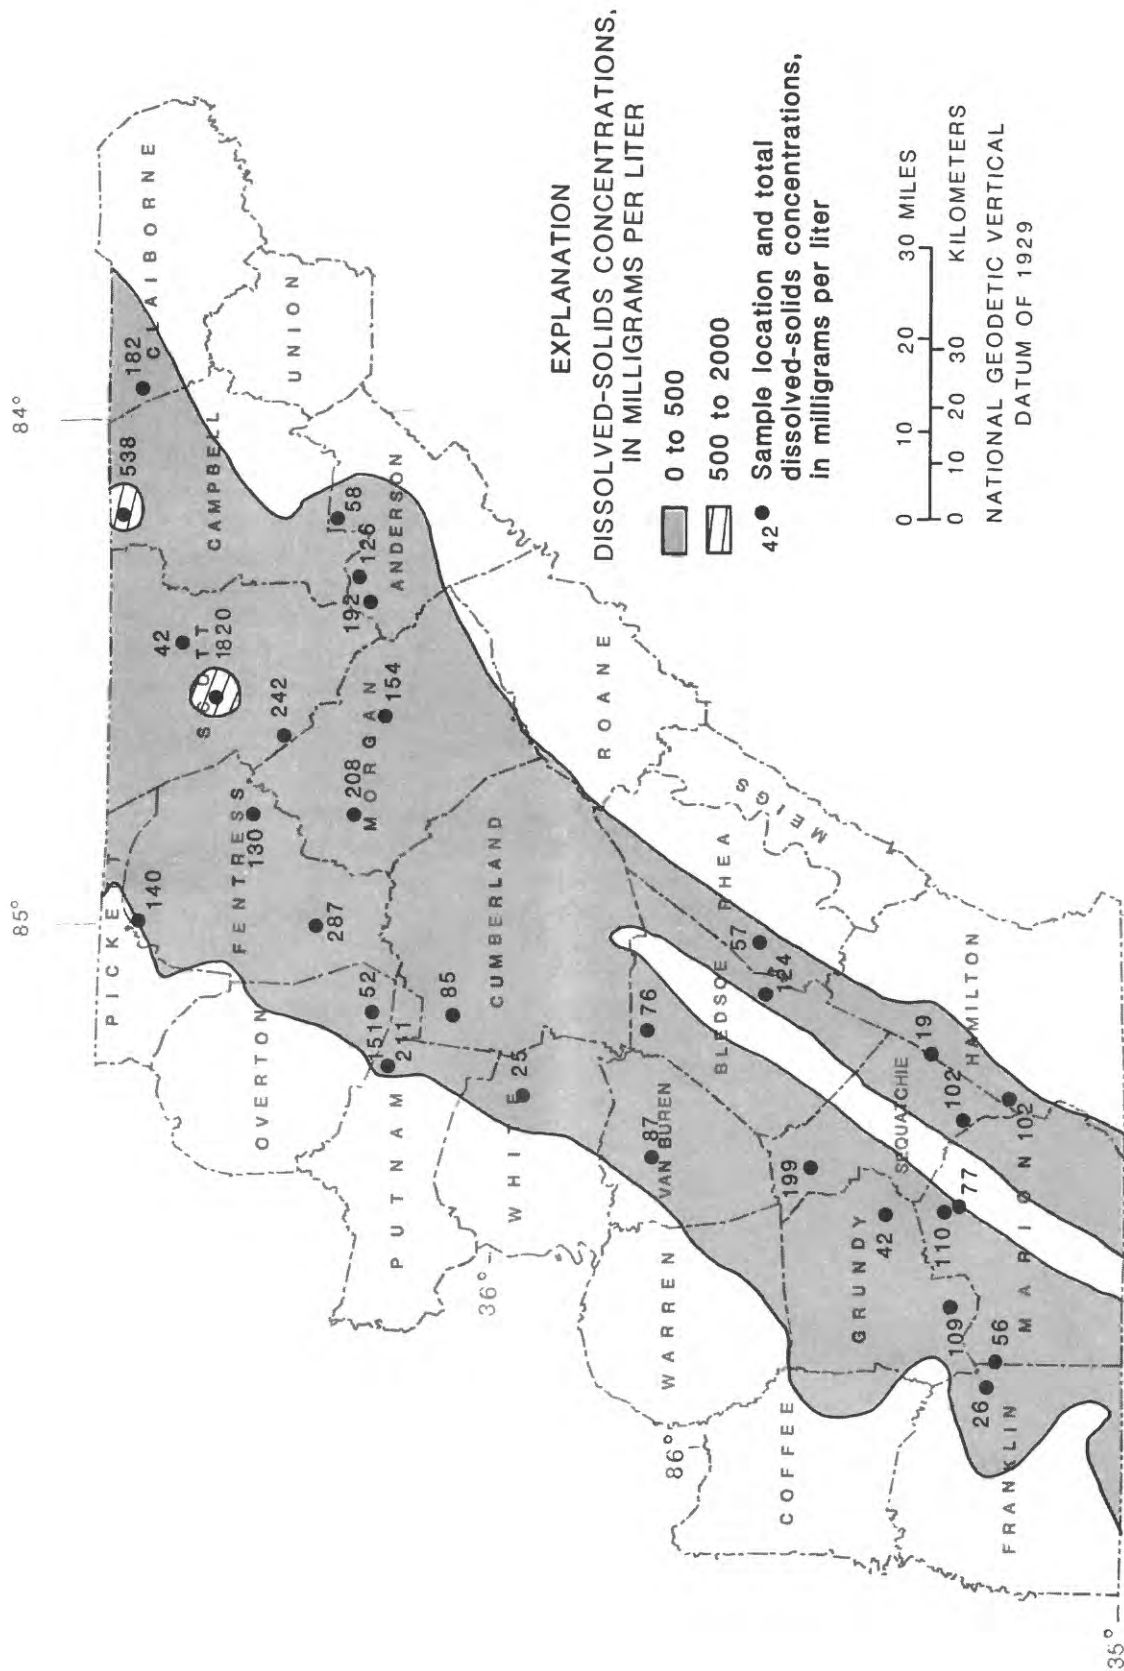 84°
85°
86°
36°
35°
PICKETT
OVERTON
PUTNAM
WHITE
WARREN
COFFEE
FRANKLIN
FENTRESS
SCOTT
CAMPBELL
CLAIBORNE
UNION
ANDERSON
MORGAN
ROANE
CUMBERLAND
MEIGS
RHEA
BLEDSOE
VAN BUREN
SEQUATCHIE
HAMILTON
GRUNDY
MARION
182
538
42
1820
58
126
192
242
154
208
130
140
287
52
151
211
85
25
76
87
57
124
19
102
102
199
42
110
77
109
56
26
EXPLANATION
DISSOLVED-SOLIDS CONCENTRATIONS,
IN MILLIGRAMS PER LITER
0 to 500
500 to 2000
42 Sample location and total
dissolved-solids concentrations,
in milligrams per liter
0 10 20 30 MILES
0 10 20 30 KILOMETERS
NATIONAL GEODETIC VERTICAL
DATUM OF 1929